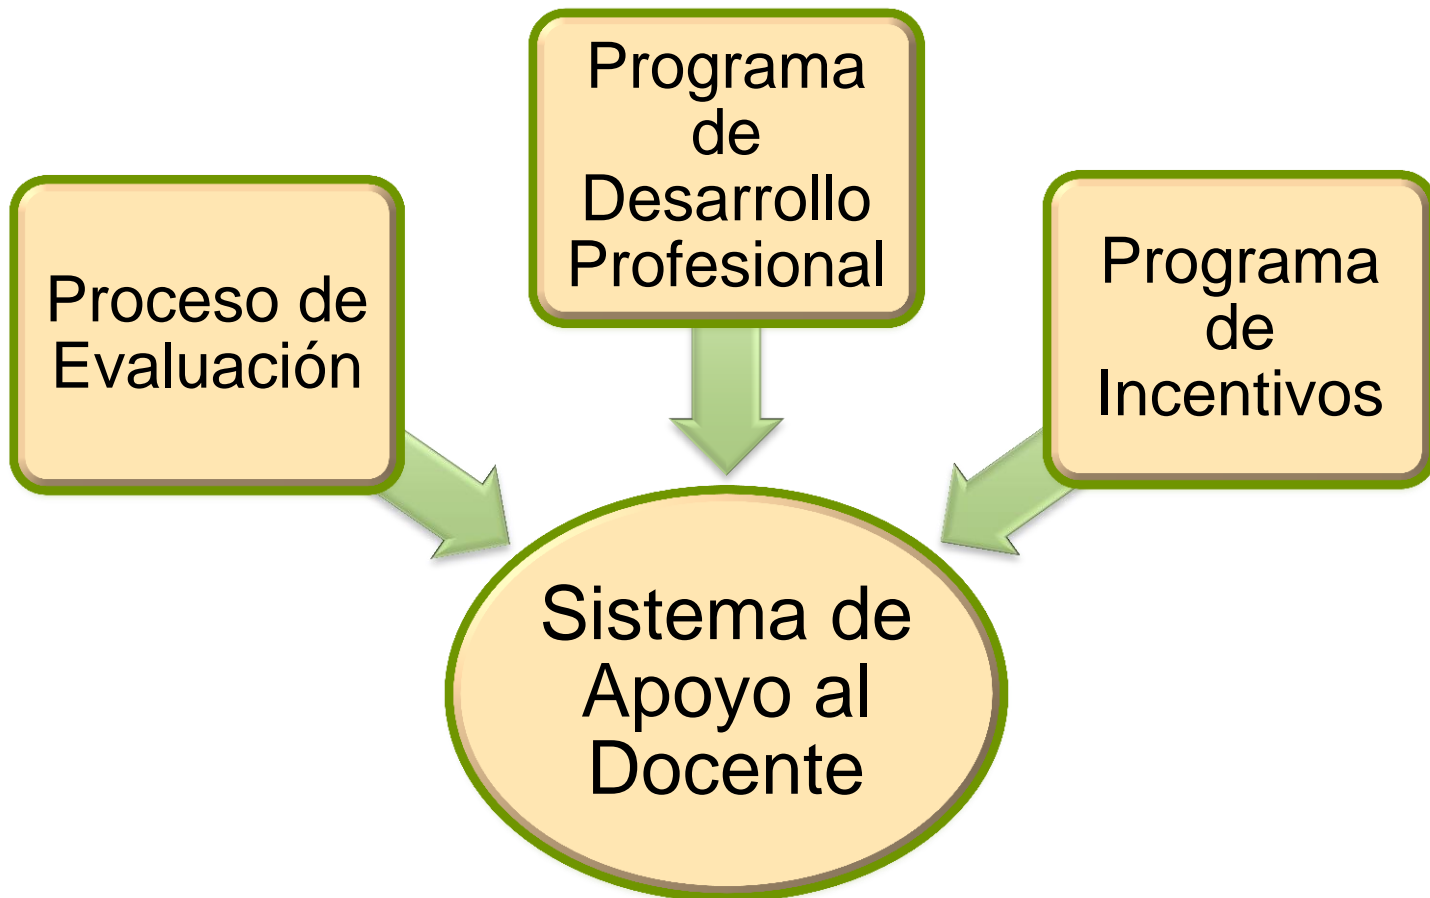 Proceso de
Evaluación
Programa
de
Desarrollo
Profesional
Programa
de
Incentivos
Sistema de
Apoyo al
Docente